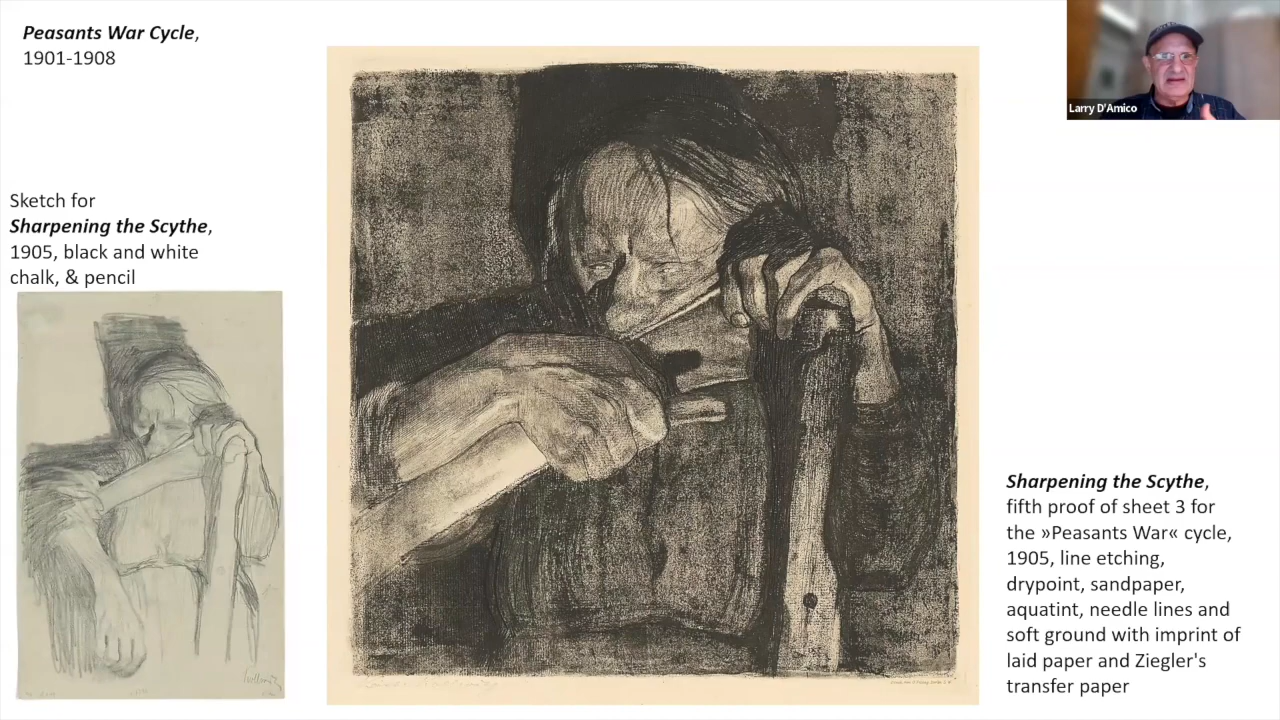 Peasants War Cycle,
1901-1908
Larry D'Amico
Sketch for
Sharpening the Scythe,
1905, black and white
chalk, & pencil
Sharpening the Scythe,
fifth proof of sheet 3 for
the »Peasants War« cycle,
1905, line etching,
drypoint, sandpaper,
aquatint, needle lines and
soft ground with imprint of
laid paper and Ziegler's
transfer paper